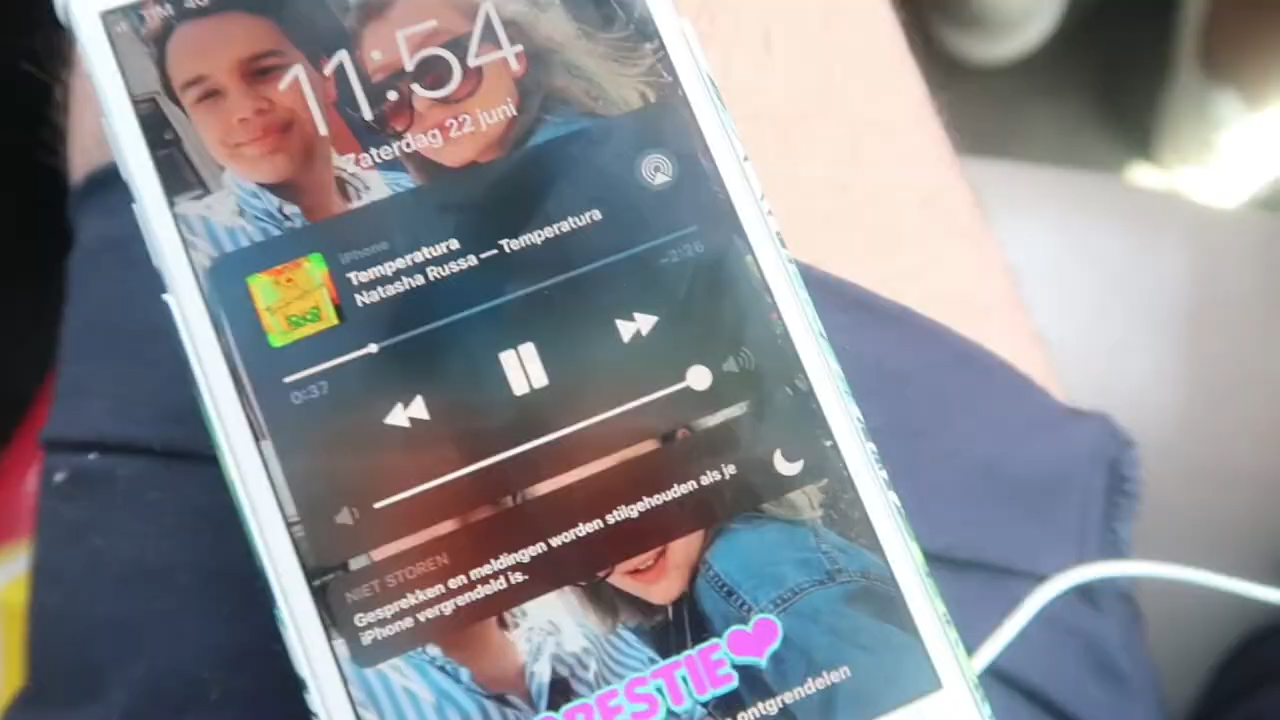 11:54
Zaterdag 22 juni
iPhone
Temperatura
Natasha Russa — Temperatura
0:37
-2:26
NIET STOREN
Gesprekken en meldingen worden stilgehouden als je
iPhone vergrendeld is.
BESTIE
ontgrendelen